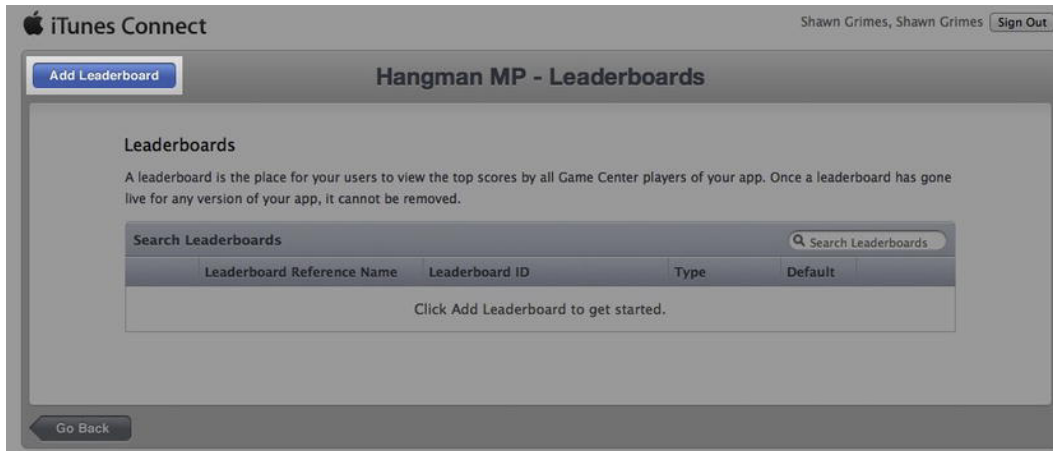 iTunes Connect
Shawn Grimes, Shawn Grimes Sign Out
Add Leaderboard
Hangman MP - Leaderboards
Leaderboards
A leaderboard is the place for your users to view the top scores by all Game Center players of your app. Once a leaderboard has gone
live for any version of your app, it cannot be removed.
Search Leaderboards
Search Leaderboards
Leaderboard Reference Name Leaderboard ID Type Default
Click Add Leaderboard to get started.
Go Back